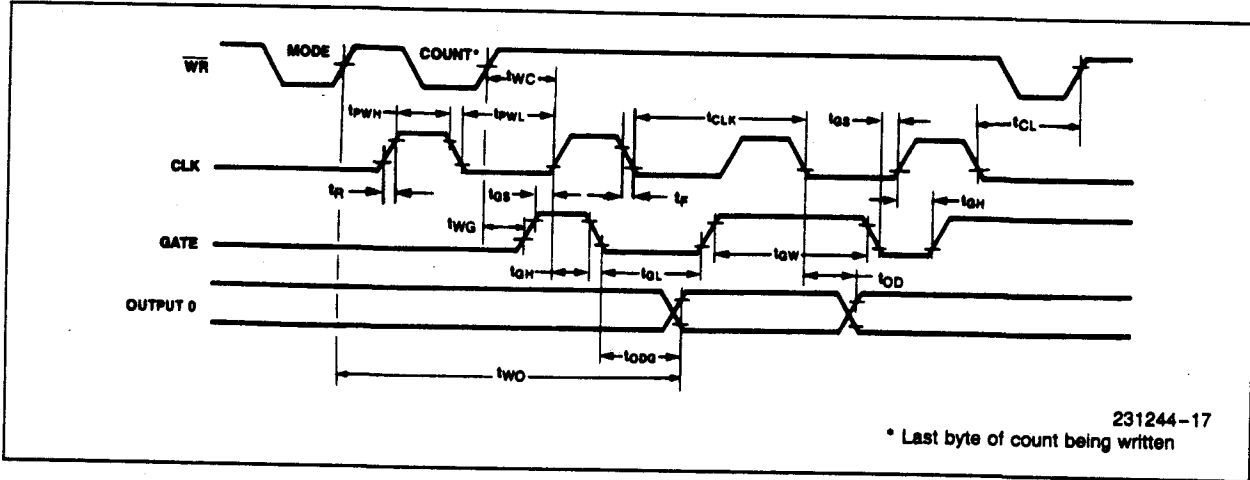 MODE COUNT*
WR
tWC
tPWH tPWL tCLK tGS tCL
CLK
tR tGS tF tGH
tWG
GATE
tGH tGL tGW tOD
OUTPUT 0
tODG
tWO
231244-17
* Last byte of count being written